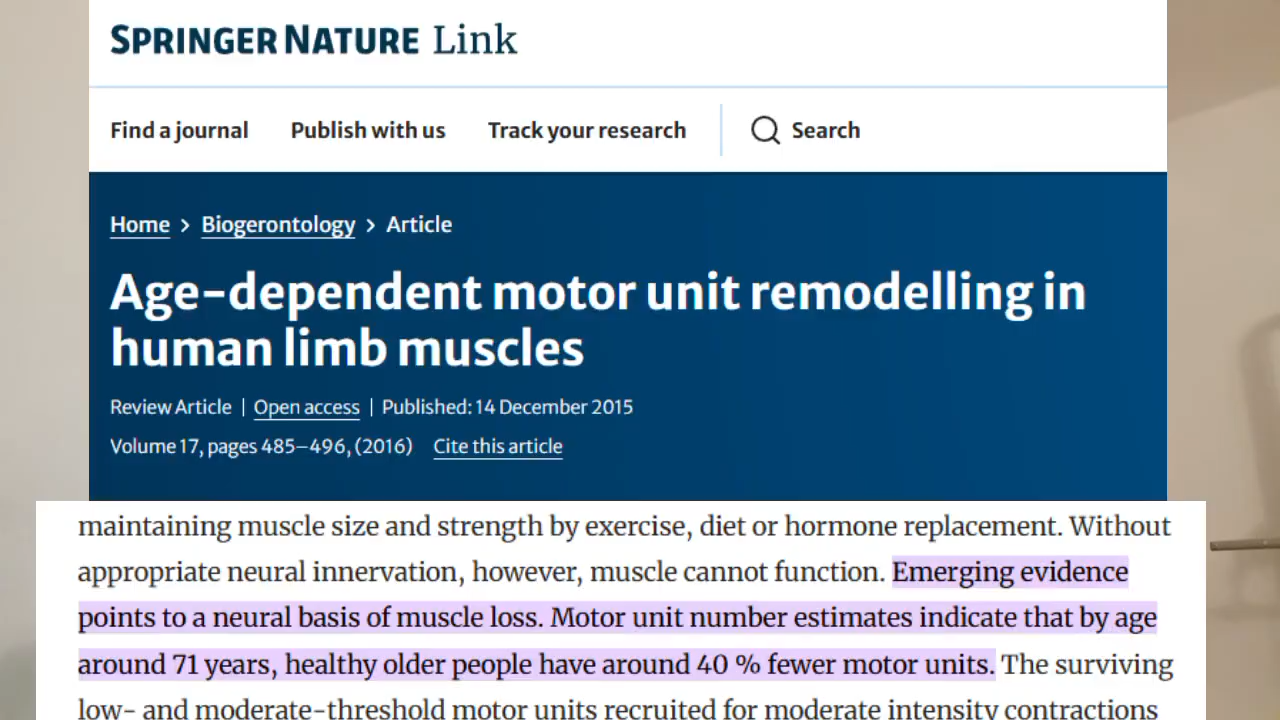 SPRINGER NATURE Link
Find a journal Publish with us Track your research Search
Home > Biogerontology > Article
Age-dependent motor unit remodelling in
human limb muscles
Review Article | Open access | Published: 14 December 2015
Volume 17, pages 485–496, (2016) Cite this article
maintaining muscle size and strength by exercise, diet or hormone replacement. Without
appropriate neural innervation, however, muscle cannot function. Emerging evidence
points to a neural basis of muscle loss. Motor unit number estimates indicate that by age
around 71 years, healthy older people have around 40 % fewer motor units. The surviving
low- and moderate-threshold motor units recruited for moderate intensity contractions